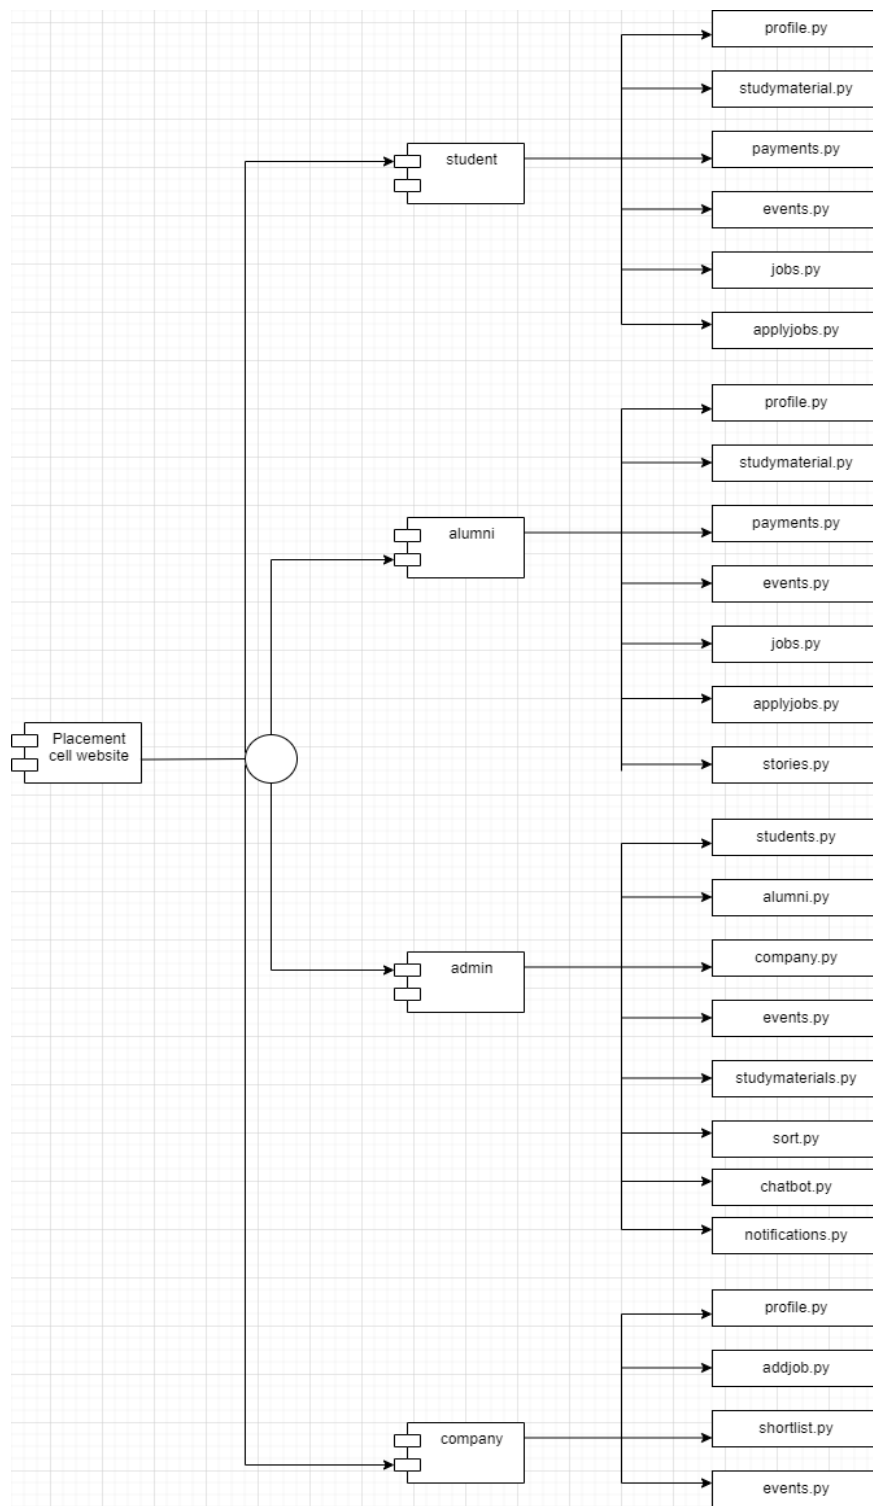 profile.py
studymaterial.py
student
payments.py
events.py
jobs.py
applyjobs.py
profile.py
studymaterial.py
alumni
payments.py
events.py
jobs.py
applyjobs.py
Placement
cell website
stories.py
students.py
alumni.py
admin
company.py
events.py
studymaterials.py
sort.py
chatbot.py
notifications.py
profile.py
addjob.py
company
shortlist.py
events.py